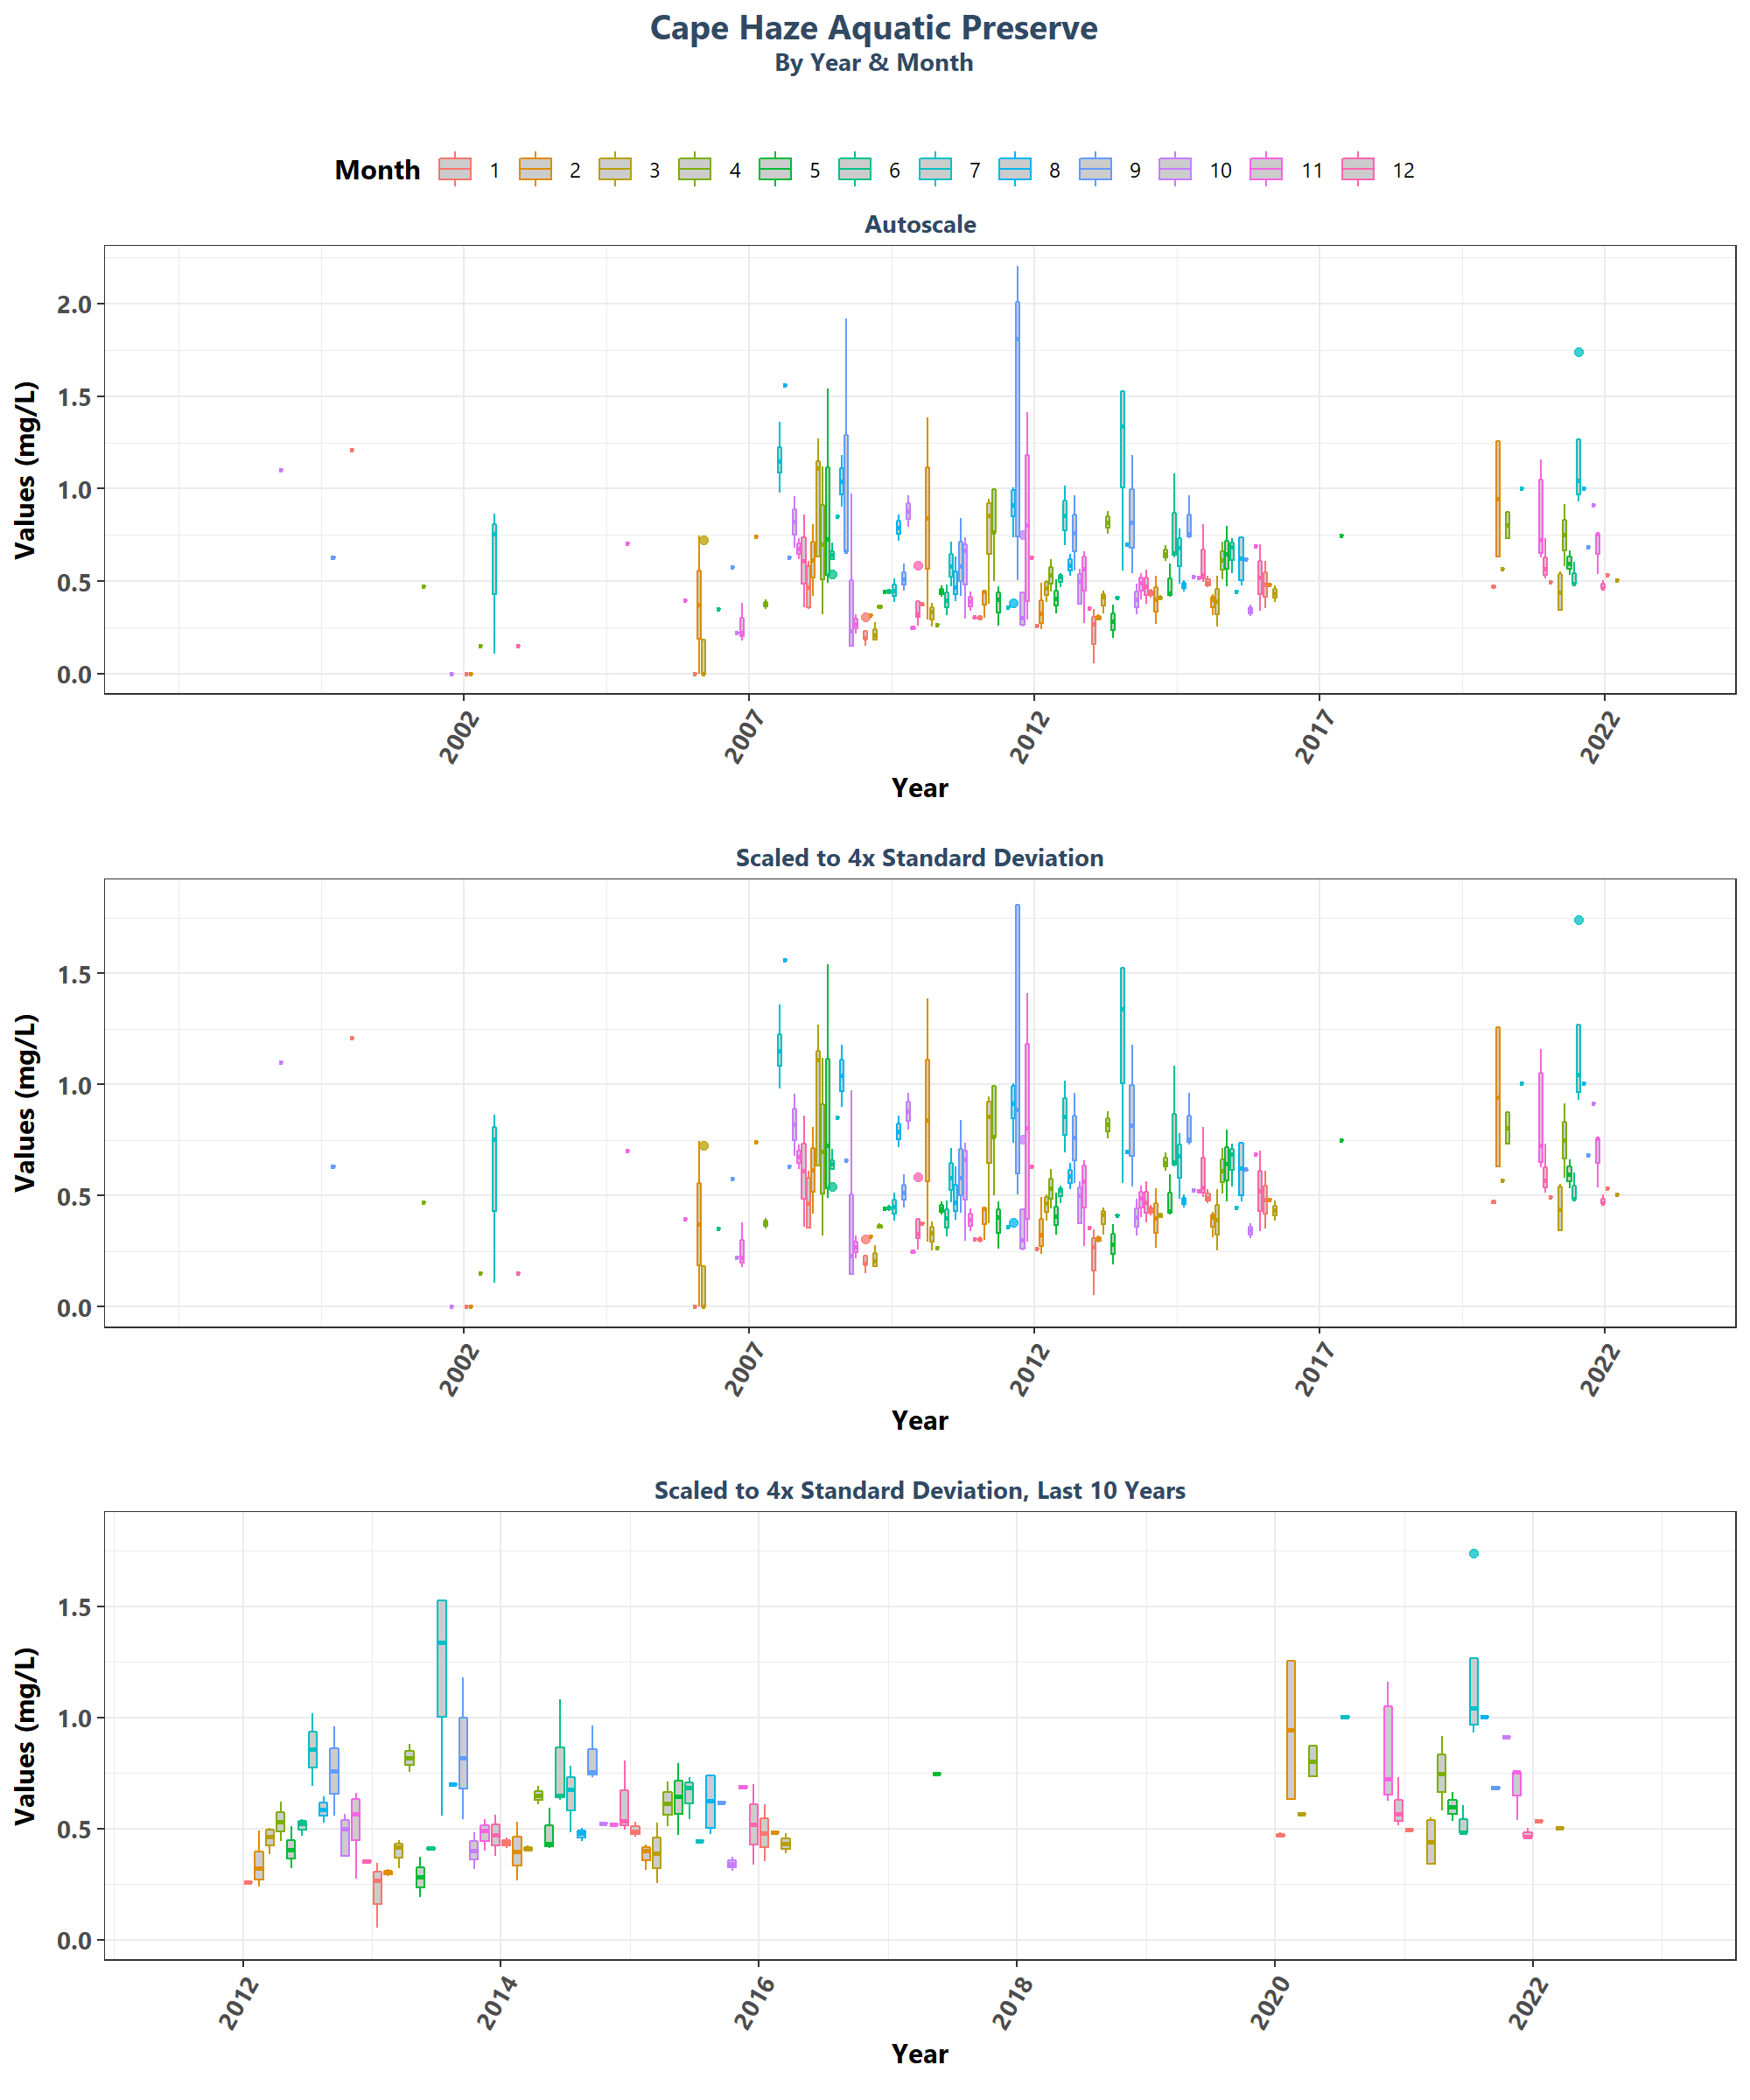 Cape Haze Aquatic Preserve
By Year & Month
Month 1 2 3 4 5 6 7 8 9 10 11 12
Autoscale
Values (mg/L)
2.0
1.5
1.0
0.5
0.0
2002 2007 2012 2017 2022
Year
Scaled to 4x Standard Deviation
Values (mg/L)
1.5
1.0
0.5
0.0
2002 2007 2012 2017 2022
Year
Scaled to 4x Standard Deviation, Last 10 Years
Values (mg/L)
1.5
1.0
0.5
0.0
2012 2014 2016 2018 2020 2022
Year